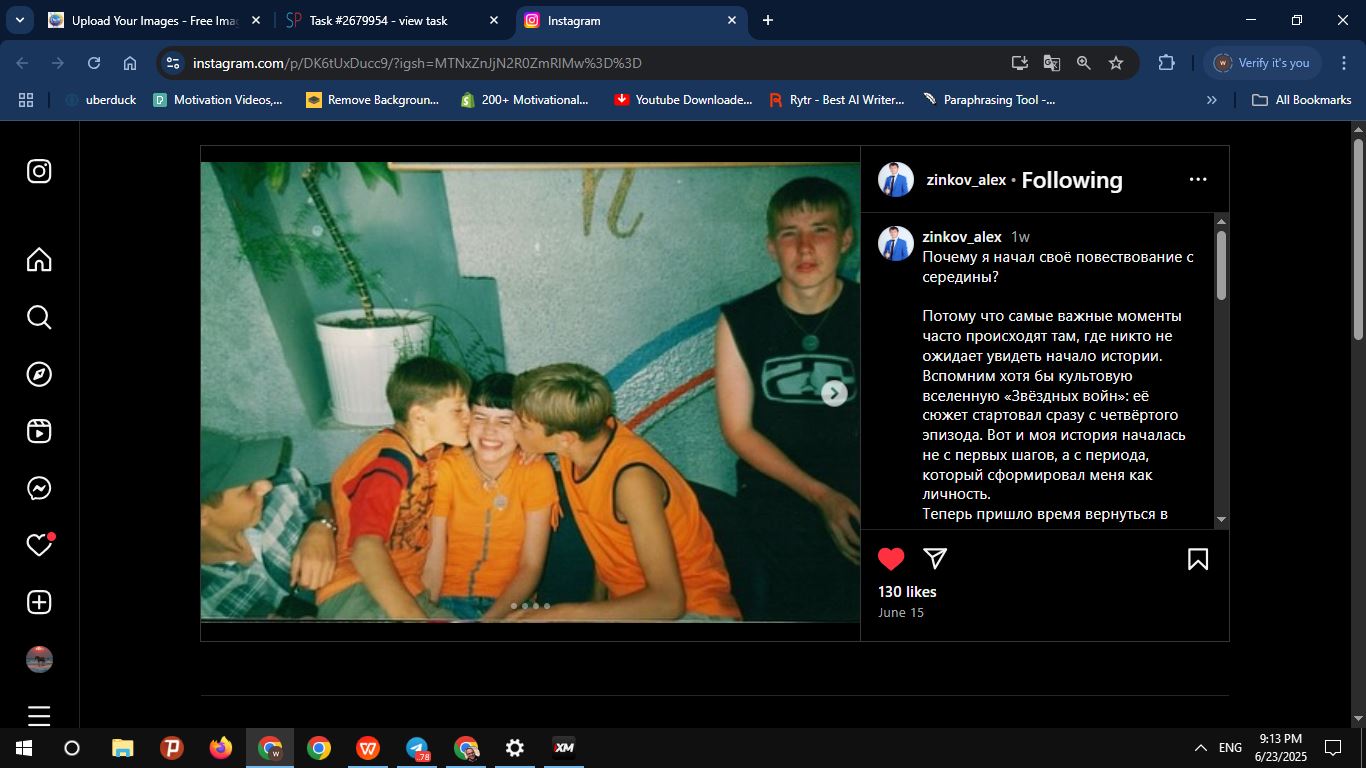 Upload Your Images - Free Imag
Task #2679954 - view task
Instagram
instagram.com/p/DK6tUxDucc9/?igsh=MTNxZnJjN2R0ZmRlMw%3D%3D
Verify it's you
uberduck
Motivation Videos,...
Remove Backgroun...
200+ Motivational...
Youtube Downloade...
Rytr - Best AI Writer...
Paraphrasing Tool -...
All Bookmarks
zinkov_alex • Following
zinkov_alex 1w
Почему я начал своё повествование с
середины?
Потому что самые важные моменты
часто происходят там, где никто не
ожидает увидеть начало истории.
Вспомним хотя бы культовую
вселенную «Звёздных войн»: её
сюжет стартовал сразу с четвёртого
эпизода. Вот и моя история началась
не с первых шагов, а с периода,
который сформировал меня как
личность.
Теперь пришло время вернуться в
130 likes
June 15
78
XM
ENG
9:13 PM
6/23/2025